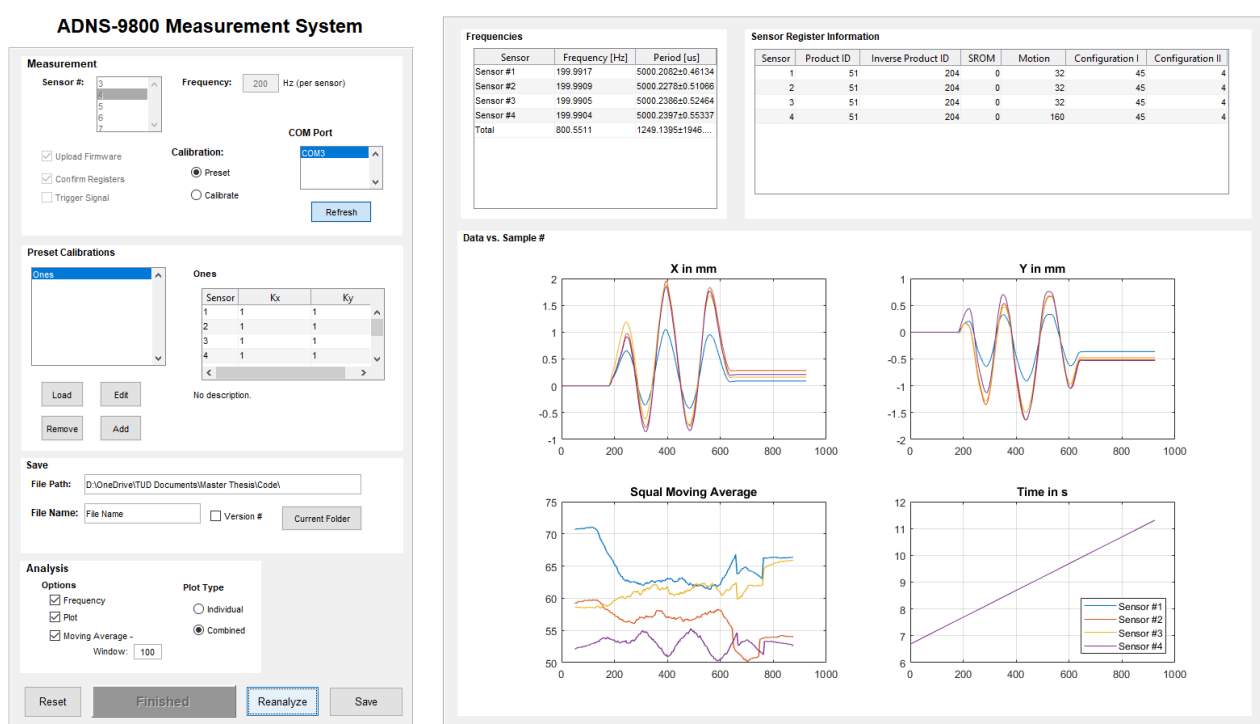 ADNS-9800 Measurement System
Measurement
Sensor #:
3
4
5
6
7
Frequency: 200 Hz (per sensor)
COM Port
COM3
Upload Firmware
Confirm Registers
Trigger Signal
Calibration:
Preset
Calibrate
Refresh
Preset Calibrations
Ones
Ones
Sensor Kx Ky
1 1 1
2 1 1
3 1 1
4 1 1
No description.
Load Edit
Remove Add
Save
File Path: D:\OneDrive\TUD Documents\Master Thesis\Code\
File Name: File Name Version # Current Folder
Analysis
Options
Frequency
Plot
Moving Average -
Window: 100
Plot Type
Individual
Combined
Reset Finished Reanalyze Save
Frequencies
Sensor Frequency [Hz] Period [us]
Sensor #1 199.9917 5000.2082±0.46134
Sensor #2 199.9909 5000.2278±0.51066
Sensor #3 199.9905 5000.2386±0.52464
Sensor #4 199.9904 5000.2397±0.55337
Total 800.5511 1249.1395±1946....
Sensor Register Information
Sensor Product ID Inverse Product ID SROM Motion Configuration I Configuration II
1 51 204 0 32 45 4
2 51 204 0 32 45 4
3 51 204 0 32 45 4
4 51 204 0 160 45 4
Data vs. Sample #
X in mm
2
1.5
1
0.5
0
-0.5
-1
0 200 400 600 800 1000
Y in mm
1
0.5
0
-0.5
-1
-1.5
-2
0 200 400 600 800 1000
Squal Moving Average
75
70
65
60
55
50
0 200 400 600 800 1000
Time in s
12
11
10
9
8
7
6
0 200 400 600 800 1000
Sensor #1
Sensor #2
Sensor #3
Sensor #4